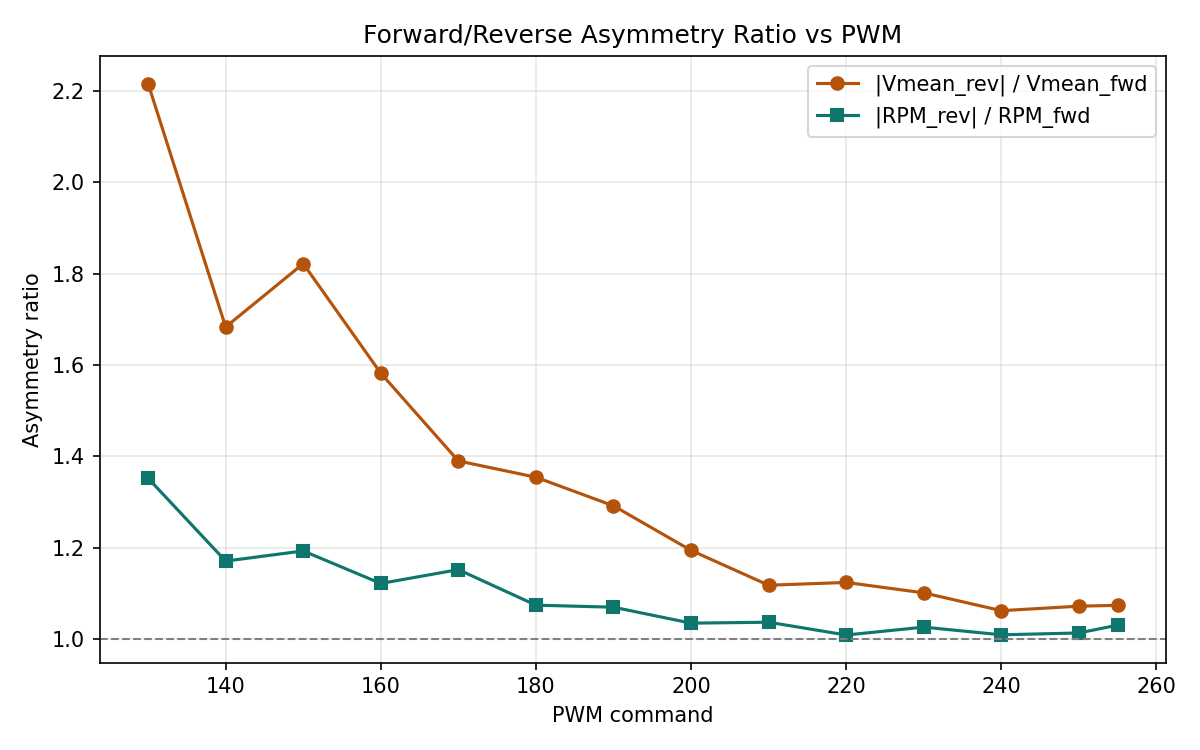 Forward/Reverse Asymmetry Ratio vs PWM
|Vmean_rev| / Vmean_fwd
|RPM_rev| / RPM_fwd
Asymmetry ratio
2.2
2.0
1.8
1.6
1.4
1.2
1.0
140 160 180 200 220 240 260
PWM command